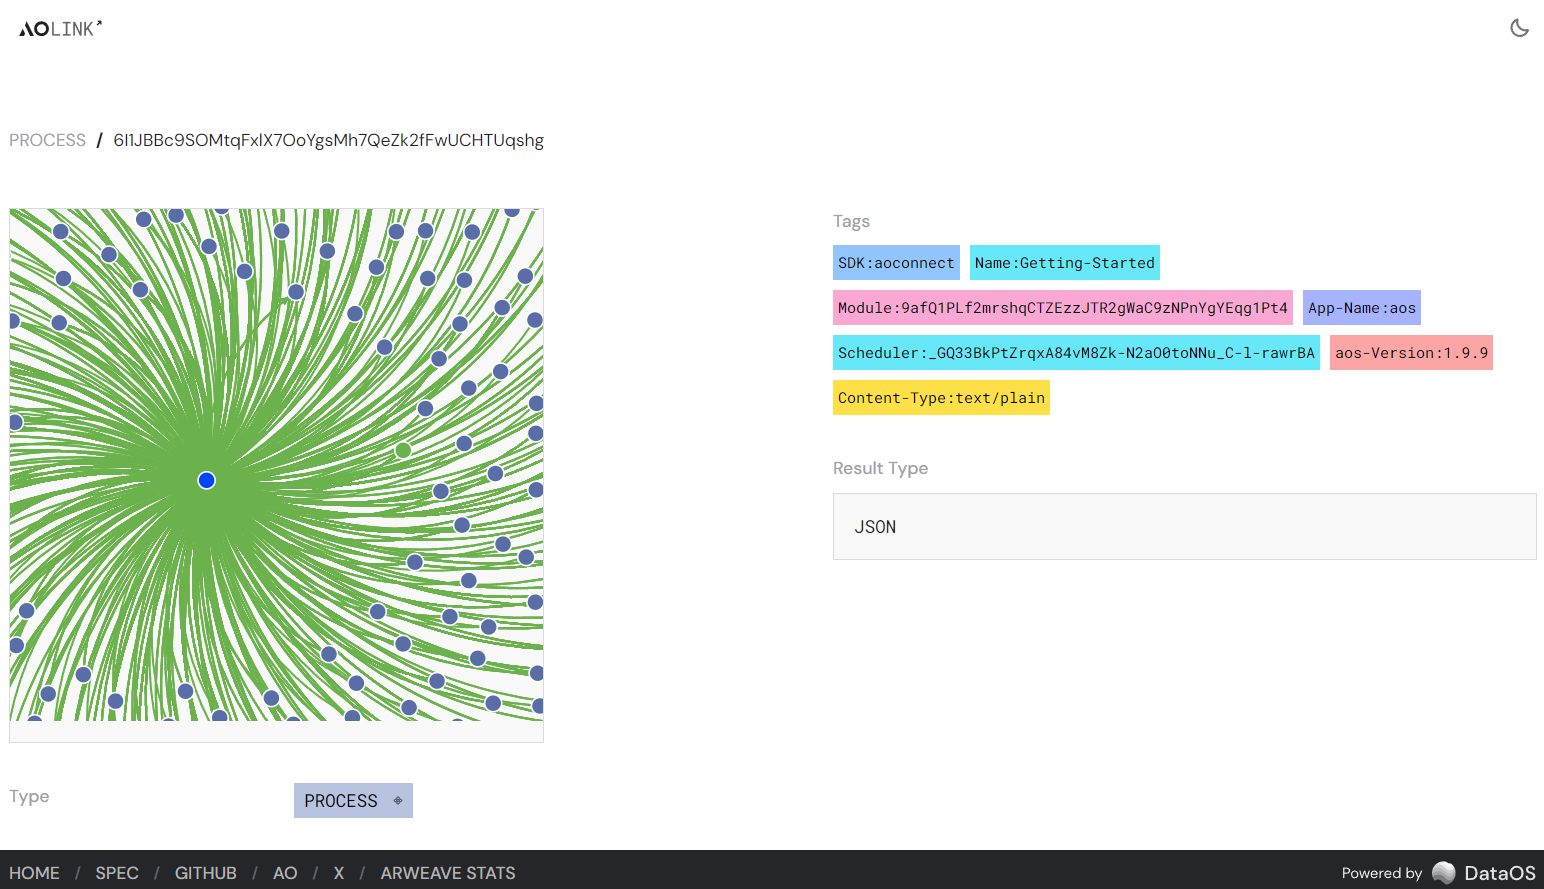 AOLINK
PROCESS / 6I1JBBc9SOMtqFxlX7OoYgsMh7QeZk2fFwUCHTUqshg
Tags
SDK:aoconnect Name:Getting-Started
Module:9afQ1PLf2mrshqCTZEzzJTR2gWaC9zNPnYgYEqg1Pt4 App-Name:aos
Scheduler:_GQ33BkPtZrqxA84vM8Zk-N2aO0toNNu_C-l-rawrBA aos-Version:1.9.9
Content-Type:text/plain
Result Type
JSON
Type PROCESS
HOME / SPEC / GITHUB / AO / X / ARWEAVE STATS
Powered by DataOS